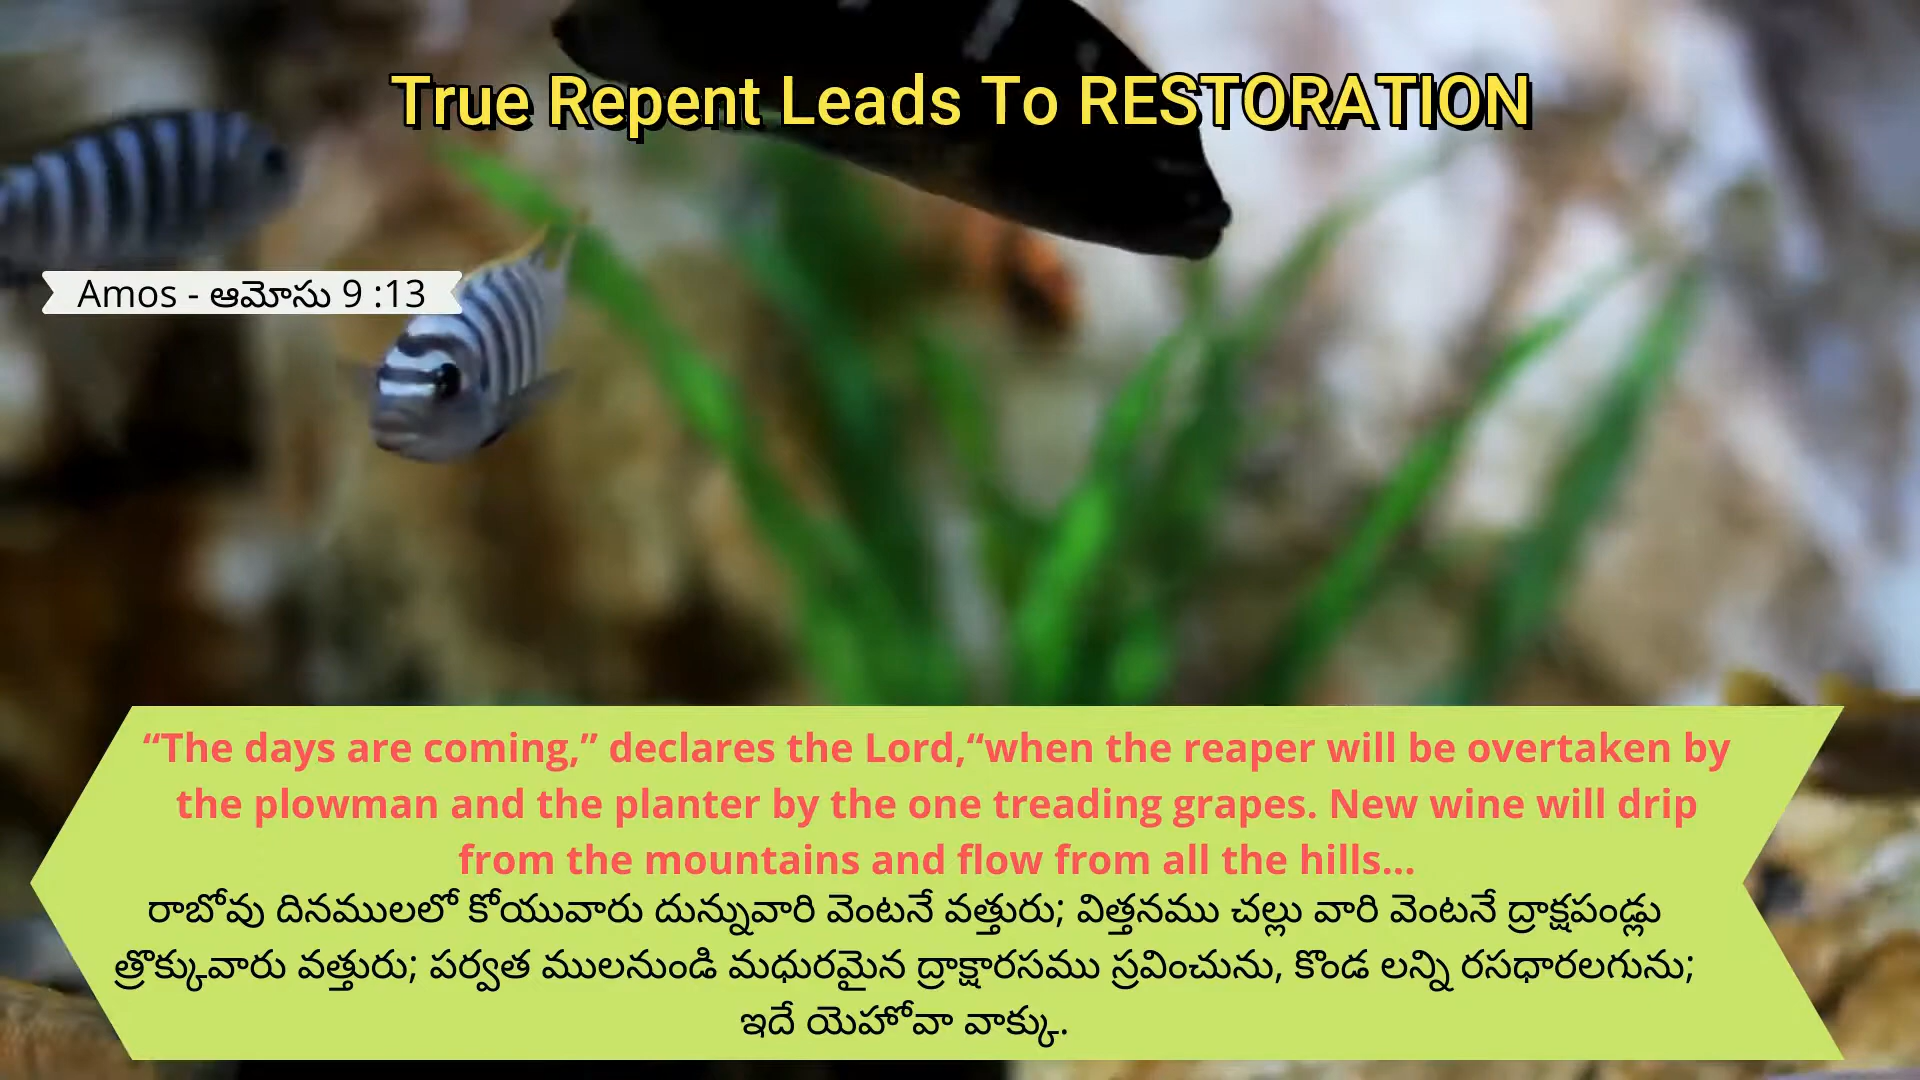 True Repent Leads To RESTORATION
Amos - ఆమోసు 9 :13
“The days are coming,” declares the Lord,“when the reaper will be overtaken by
the plowman and the planter by the one treading grapes. New wine will drip
from the mountains and flow from all the hills...
రాబోవు దినములలో కోయువారు దున్నువారి వెంటనే వత్తురు; విత్తనము చల్లు వారి వెంటనే ద్రాక్షపండ్లు
త్రొక్కువారు వత్తురు; పర్వత ములనుండి మధురమైన ద్రాక్షారసము స్రవించును, కొండ లన్ని రసధారలగును;
ఇదే యెహోవా వాక్కు.